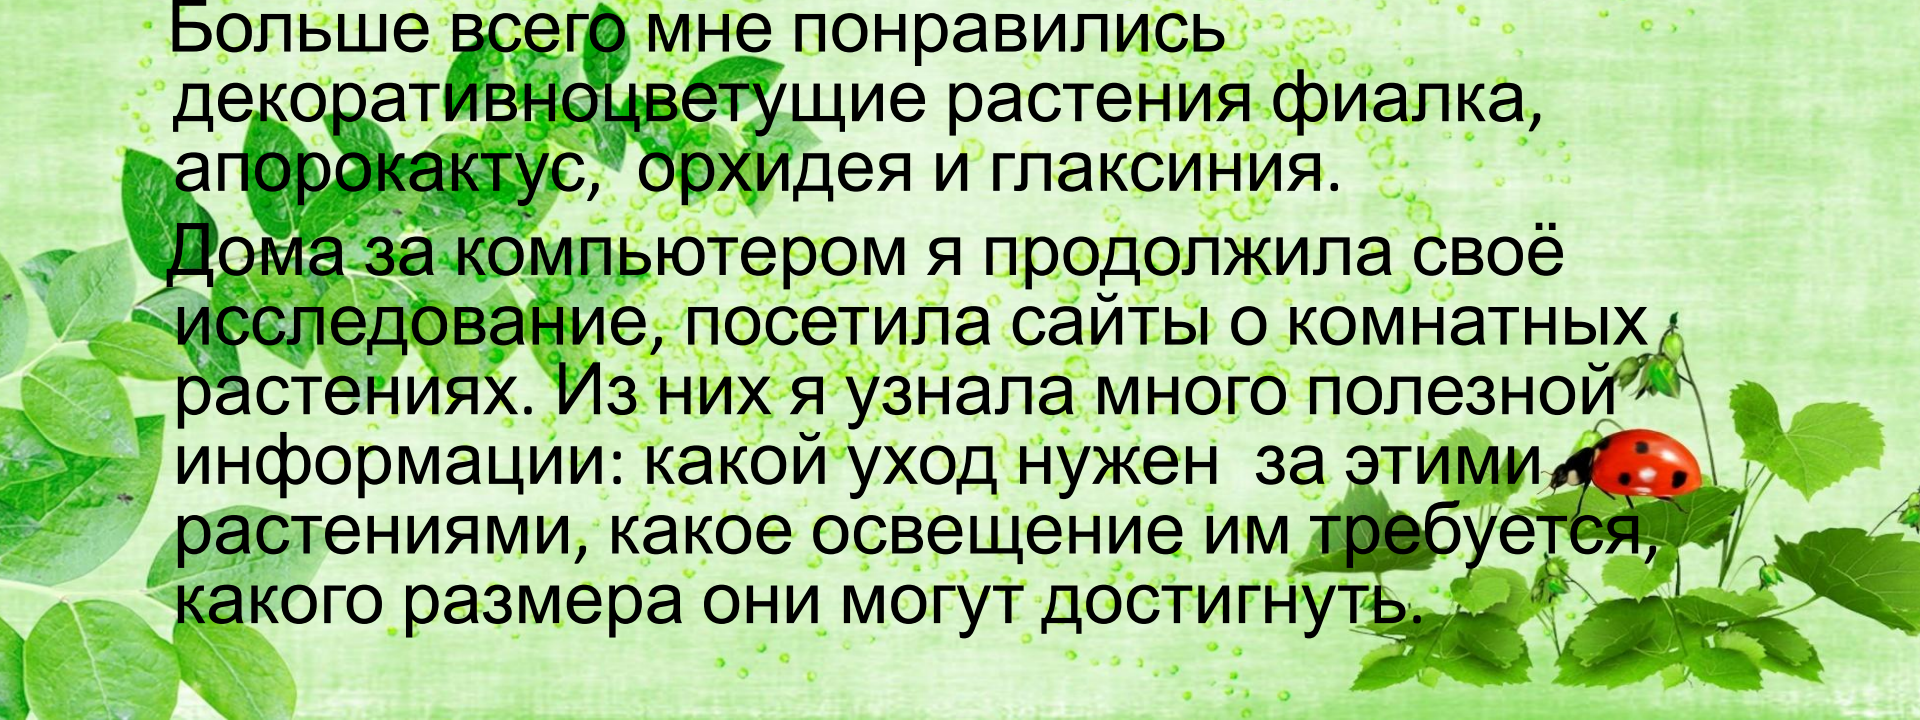 Больше всего мне понравились
декоративноцветущие растения фиалка,
апорокактус,  орхидея и глаксиния.
Дома за компьютером я продолжила своё
исследование, посетила сайты о комнатных
растениях. Из них я узнала много полезной
информации: какой уход нужен  за этими
растениями, какое освещение им требуется,
какого размера они могут достигнуть.